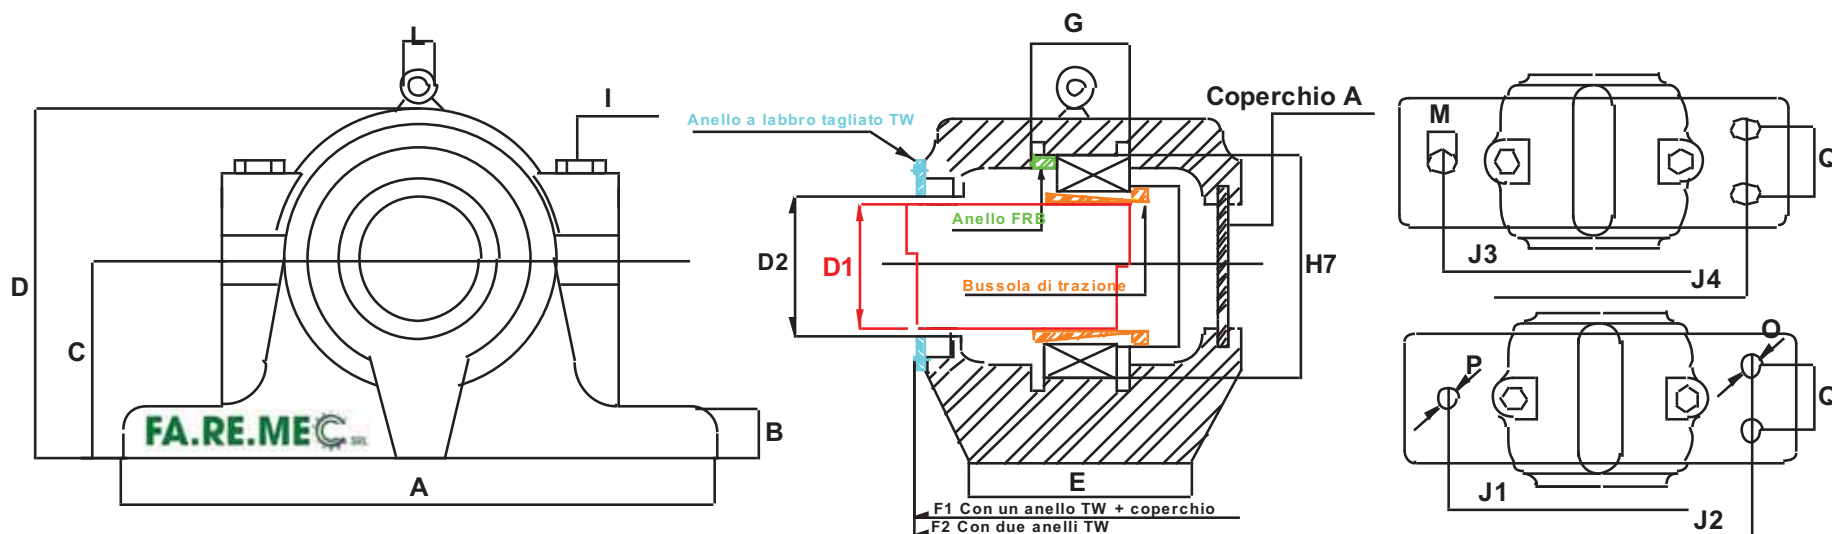 L
I
D
C
FA.RE.MEC SRL
B
A
G
Coperchio A
Anello a labbro tagliato TW
Anello FRB
D2
D1
H7
Bussola di trazione
E
F1 Con un anello TW + coperchio
F2 Con due anelli TW
M
Q
J3
J4
O
P
Q
J1
J2